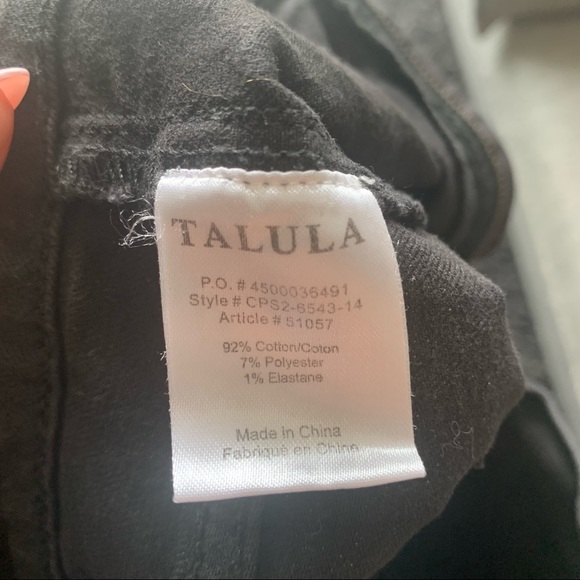 TALULA
P.O. # 4500036491
Style # CPS2-6543-14
Article # 51057
92% Cotton/Coton
7% Polyester
1% Elastane
Made in China
Fabriqué en Chine